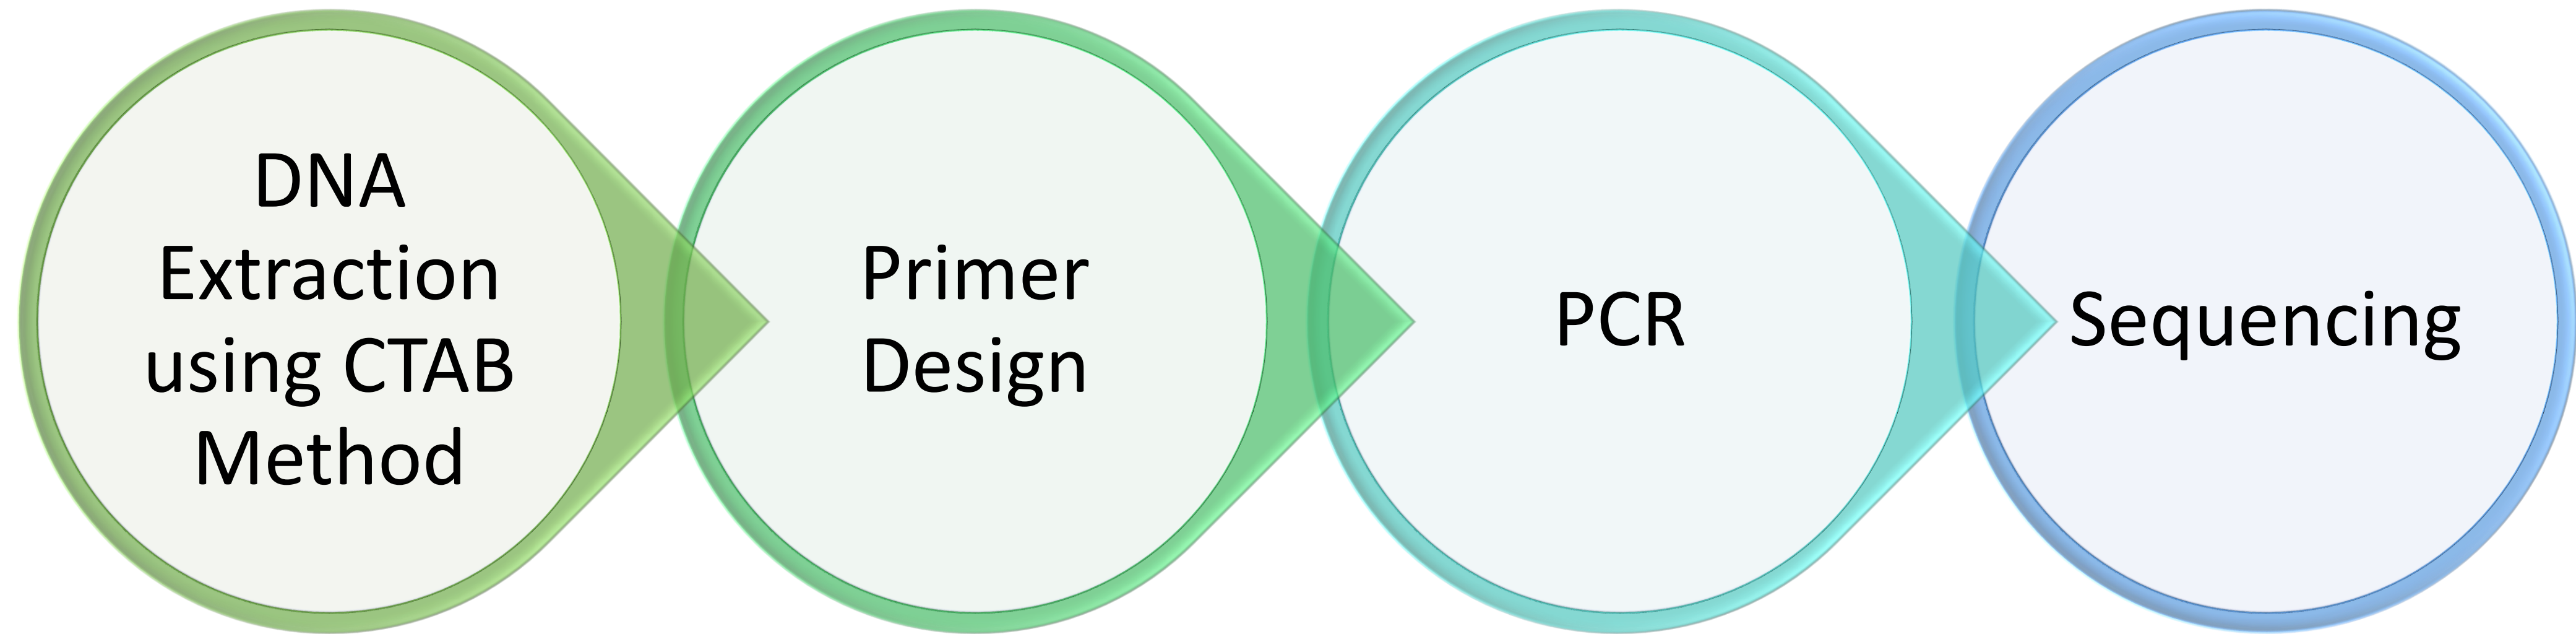 DNA
Extraction
using CTAB
Method
Primer
Design
PCR
Sequencing